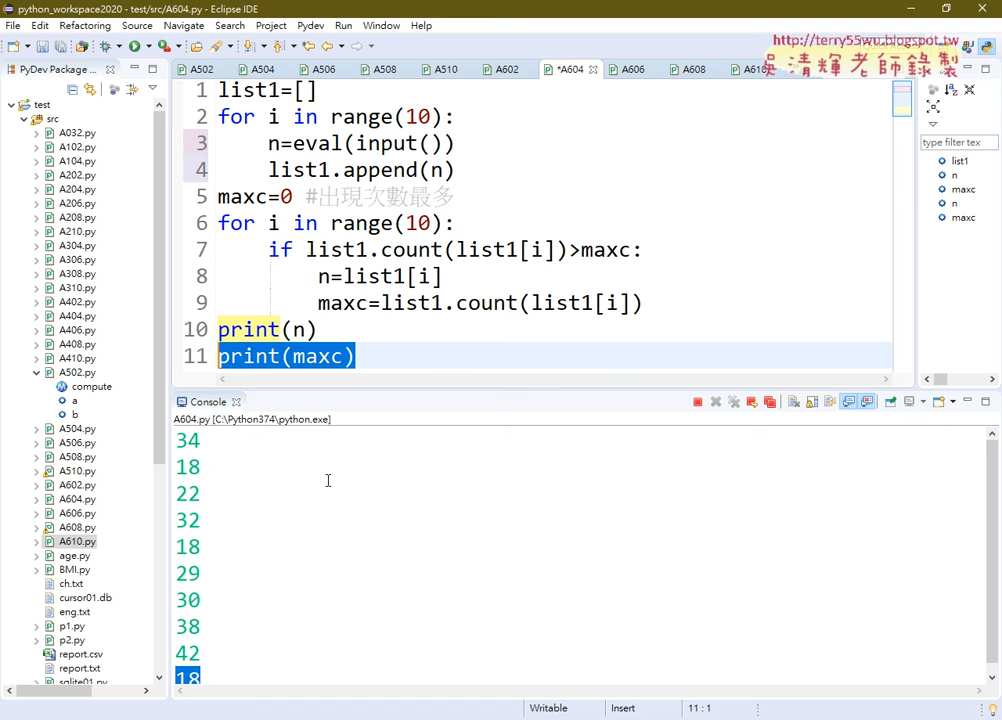 python_workspace2020 - test/src/A604.py - Eclipse IDE
File Edit Refactoring Source Navigate Search Project Pydev Run Window Help
http://terry55wu.blogspot.tw
吳清輝老師錄製
PyDev Package ...
A502 A504 A506 A508 A510 A602 *A604 A606 A608
test
src
A032.py
A102.py
A104.py
A202.py
A204.py
A206.py
A208.py
A210.py
A304.py
A306.py
A308.py
A310.py
A402.py
A404.py
A406.py
A408.py
A410.py
A502.py
compute
a
b
A504.py
A506.py
A508.py
A510.py
A602.py
A604.py
A606.py
A608.py
A610.py
age.py
BMI.py
ch.txt
cursor01.db
eng.txt
p1.py
p2.py
report.csv
report.txt
sqlite01.py
1 list1=[]
2 for i in range(10):
3 n=eval(input())
4 list1.append(n)
5 maxc=0 #出現次數最多
6 for i in range(10):
7 if list1.count(list1[i])>maxc:
8 n=list1[i]
9 maxc=list1.count(list1[i])
10 print(n)
11 print(maxc)
type filter tex
list1
n
maxc
n
maxc
Console
A604.py [C:\Python374\python.exe]
34
18
22
32
18
29
30
38
42
18
Writable Insert 11 : 1